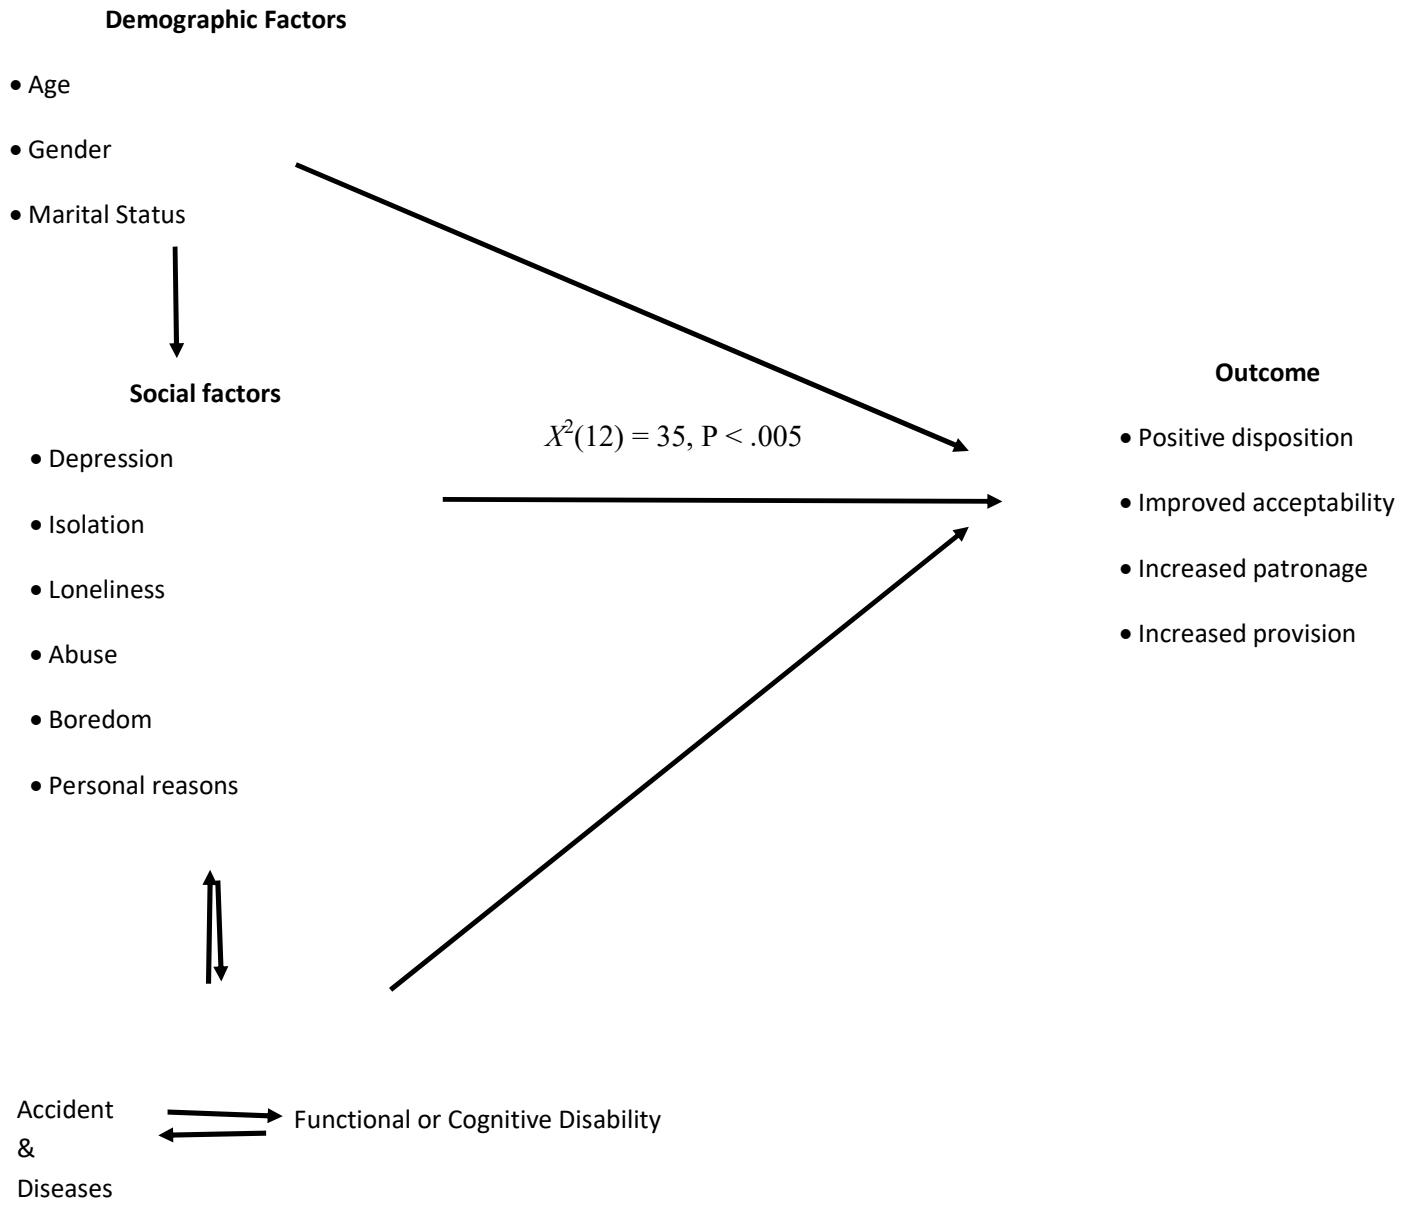 Demographic Factors
• Age
• Gender
• Marital Status
Social factors
• Depression
• Isolation
• Loneliness
• Abuse
• Boredom
• Personal reasons
X²(12) = 35, P < .005
Outcome
• Positive disposition
• Improved acceptability
• Increased patronage
• Increased provision
Accident
&
Diseases
Functional or Cognitive Disability